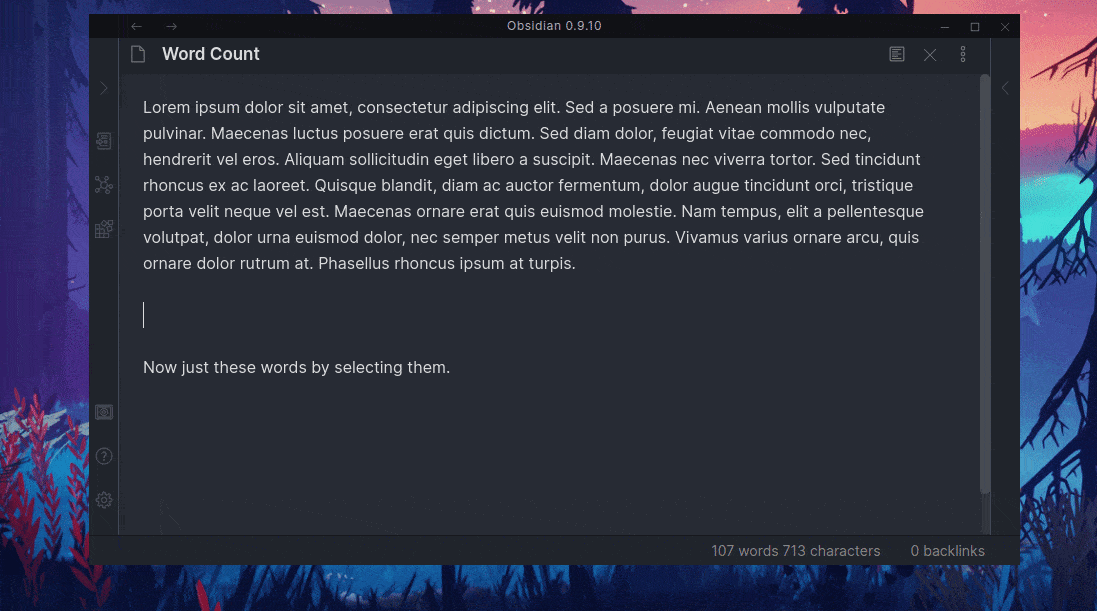 Obsidian 0.9.10
Word Count
Lorem ipsum dolor sit amet, consectetur adipiscing elit. Sed a posuere mi. Aenean mollis vulputate
pulvinar. Maecenas luctus posuere erat quis dictum. Sed diam dolor, feugiat vitae commodo nec,
hendrerit vel eros. Aliquam sollicitudin eget libero a suscipit. Maecenas nec viverra tortor. Sed tincidunt
rhoncus ex ac laoreet. Quisque blandit, diam ac auctor fermentum, dolor augue tincidunt orci, tristique
porta velit neque vel est. Maecenas ornare erat quis euismod molestie. Nam tempus, elit a pellentesque
volutpat, dolor urna euismod dolor, nec semper metus velit non purus. Vivamus varius ornare arcu, quis
ornare dolor rutrum at. Phasellus rhoncus ipsum at turpis.
Now just these words by selecting them.
107 words 713 characters
0 backlinks